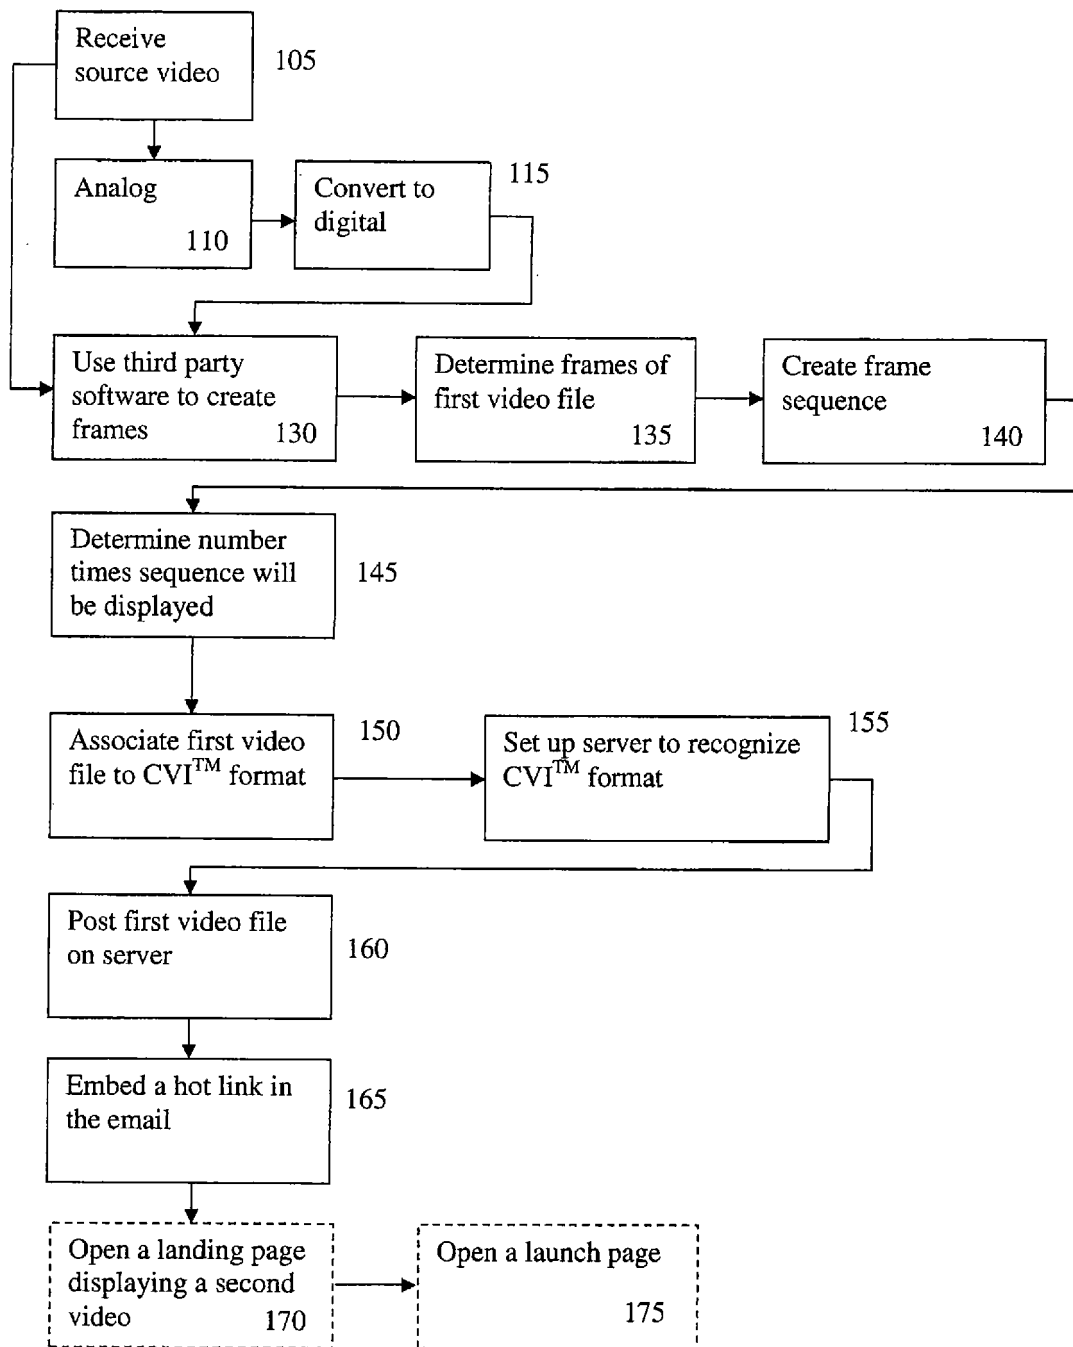 Receive
source video
105
Analog
110
Convert to
digital
115
Use third party
software to create
frames
130
Determine frames of
first video file
135
Create frame
sequence
140
Determine number
times sequence will
be displayed
145
Associate first video
file to CVI™ format
150
Set up server to recognize
CVI™ format
155
Post first video file
on server
160
Embed a hot link in
the email
165
Open a landing page
displaying a second
video
170
Open a launch page
175